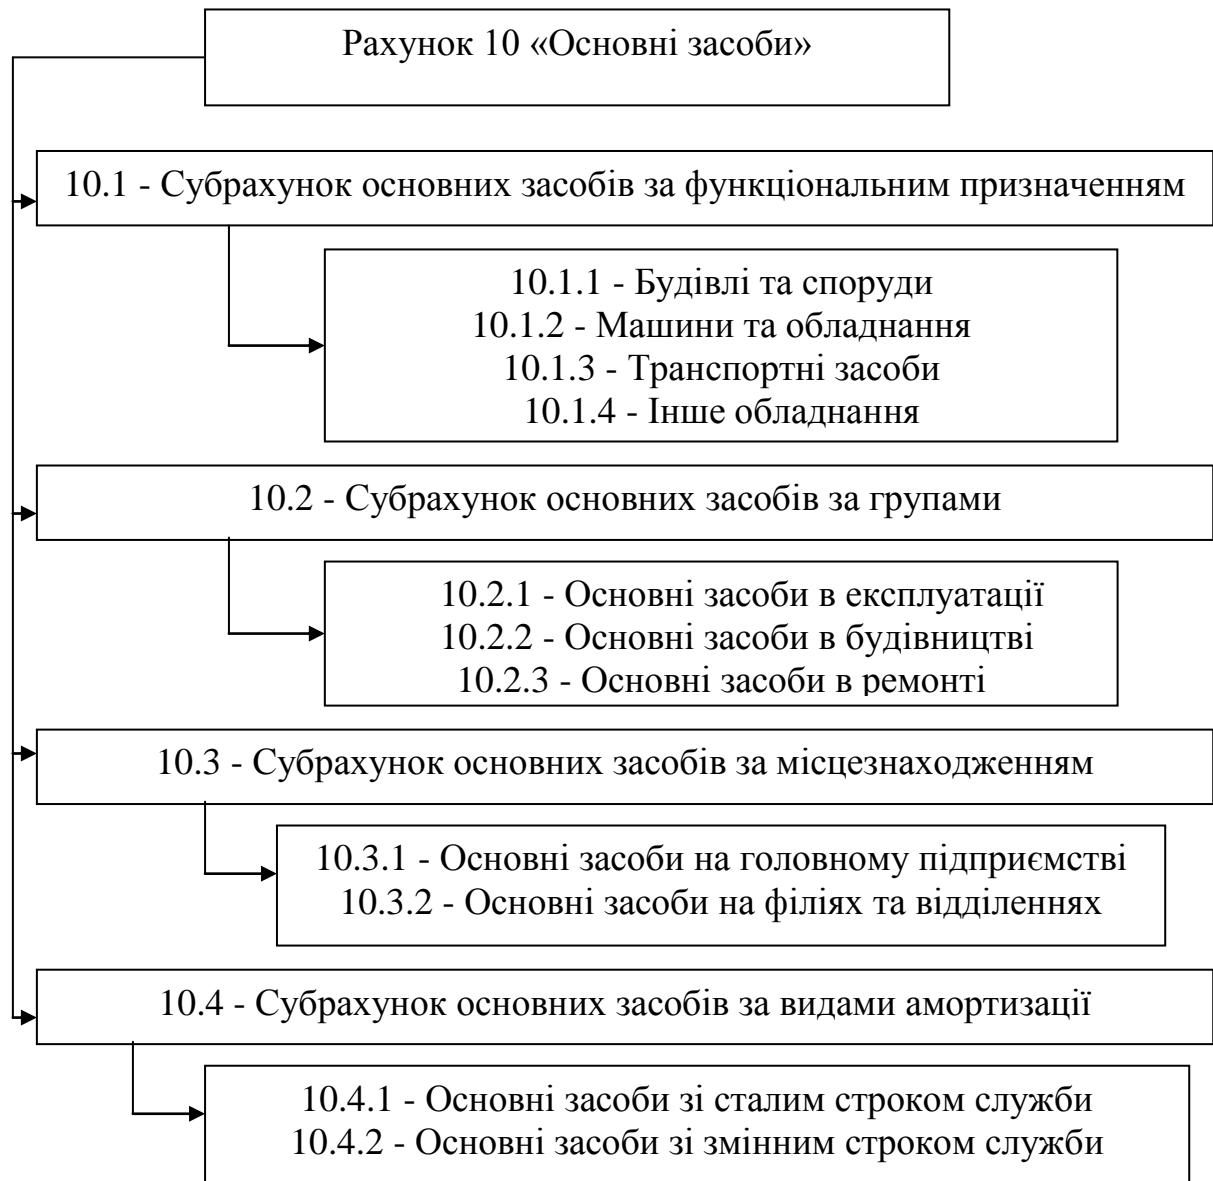 Рахунок 10 «Основні засоби»
10.1 - Субрахунок основних засобів за функціональним призначенням
10.1.1 - Будівлі та споруди
10.1.2 - Машини та обладнання
10.1.3 - Транспортні засоби
10.1.4 - Інше обладнання
10.2 - Субрахунок основних засобів за групами
10.2.1 - Основні засоби в експлуатації
10.2.2 - Основні засоби в будівництві
10.2.3 - Основні засоби в ремонті
10.3 - Субрахунок основних засобів за місцезнаходженням
10.3.1 - Основні засоби на головному підприємстві
10.3.2 - Основні засоби на філіях та відділеннях
10.4 - Субрахунок основних засобів за видами амортизації
10.4.1 - Основні засоби зі сталим строком служби
10.4.2 - Основні засоби зі змінним строком служби